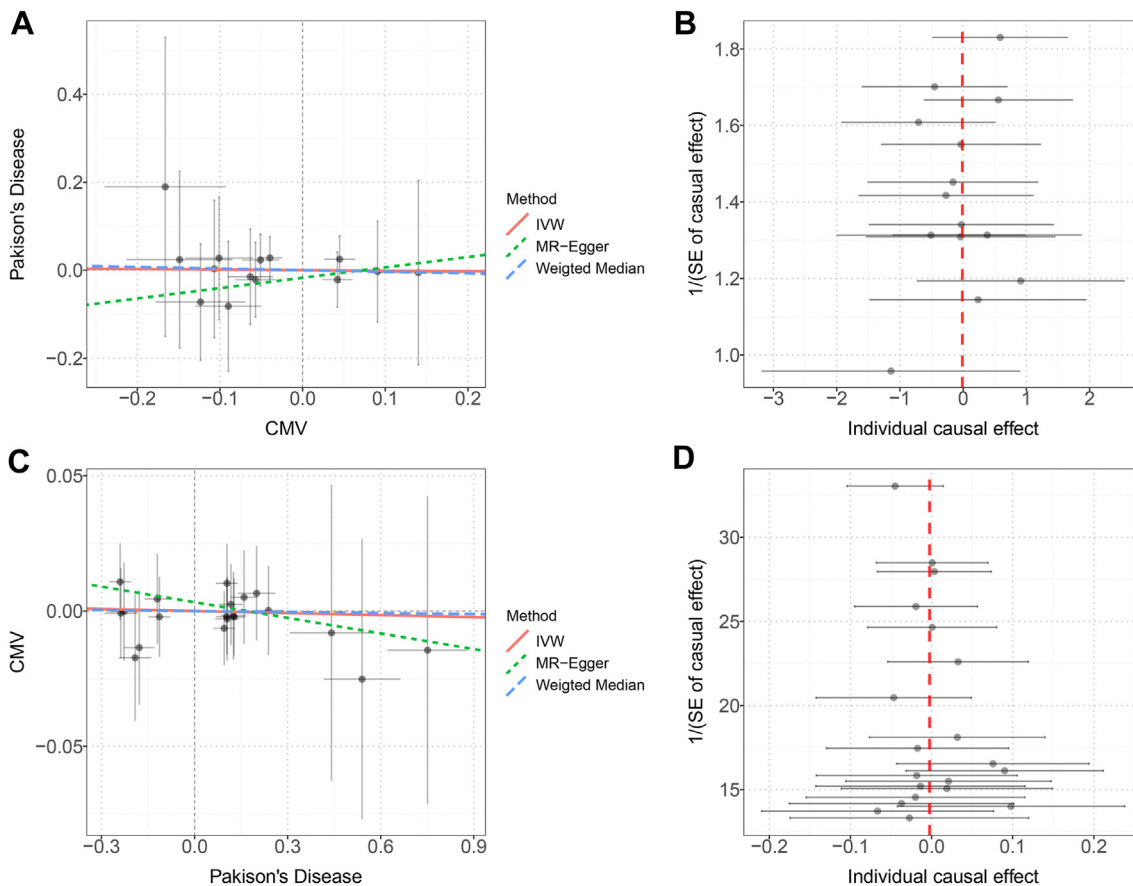 A
Pakison's Disease
0.4
0.2
0.0
−0.2
−0.2
−0.1
0.0
0.1
0.2
CMV
Method
IVW
MR−Egger
Weigted Median
B
1/(SE of casual effect)
1.8
1.6
1.4
1.2
1.0
−3
−2
−1
0
1
2
Individual causal effect
C
CMV
0.05
0.00
−0.05
−0.3
0.0
0.3
0.6
0.9
Pakison's Disease
Method
IVW
MR−Egger
Weigted Median
D
1/(SE of casual effect)
30
25
20
15
−0.2
−0.1
0.0
0.1
0.2
Individual causal effect